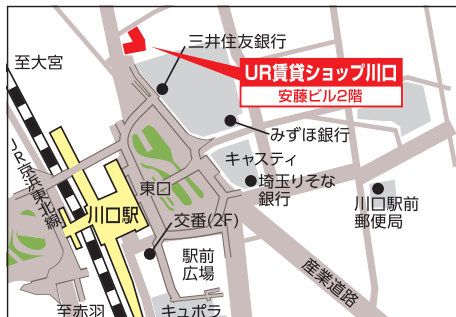 三井住友銀行
至大宮
UR賃貸ショップ川口
安藤ビル2階
みずほ銀行
キャスティ
JR京浜東北線
東口
埼玉りそな
銀行
川口駅
交番(2F)
川口駅前
郵便局
駅前
広場
産業道路
至赤羽
キュポラ